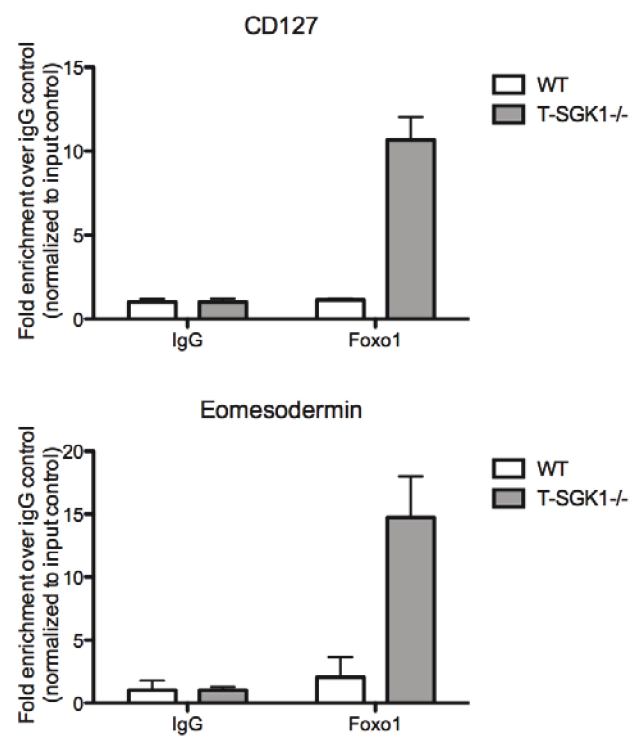 CD127
Fold enrichment over igG control
(normalized to input control)
15
10
5
0
IgG
Foxo1
WT
T-SGK1-/-
Eomesodermin
Fold enrichment over igG control
(normalized to input control)
20
15
10
5
0
IgG
Foxo1
WT
T-SGK1-/-